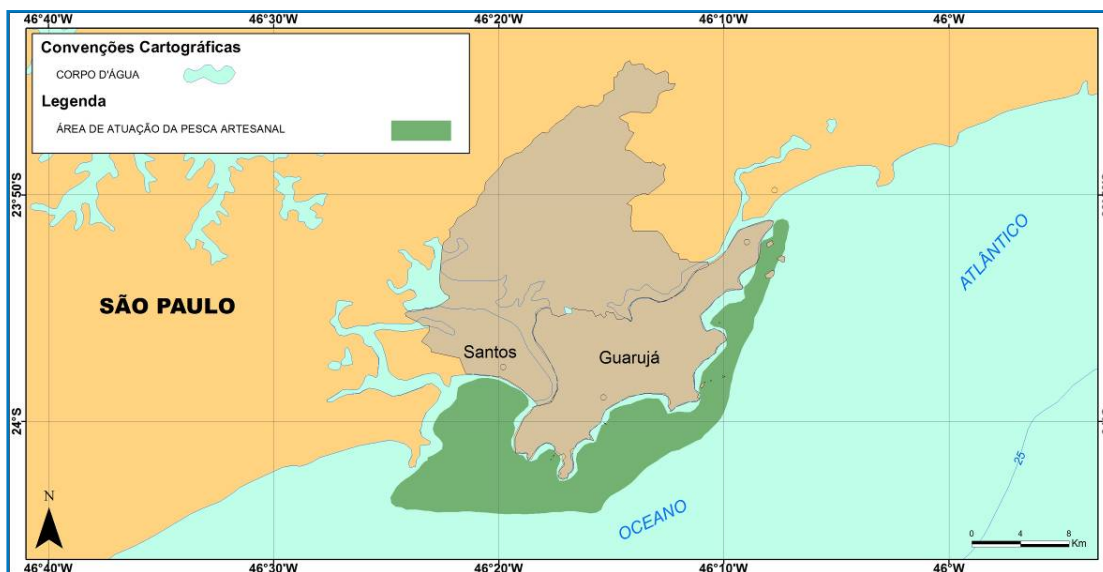 46°40'W 46°30'W 46°20'W 46°10'W 46°W
Convenções Cartográficas
CORPO D'ÁGUA
Legenda
ÁREA DE ATUAÇÃO DA PESCA ARTESANAL
23°50'S
ATLÂNTICO
SÃO PAULO
Santos
Guarujá
24°S
25
OCEANO
N
0 4 8
Km
46°40'W 46°30'W 46°20'W 46°10'W 46°W